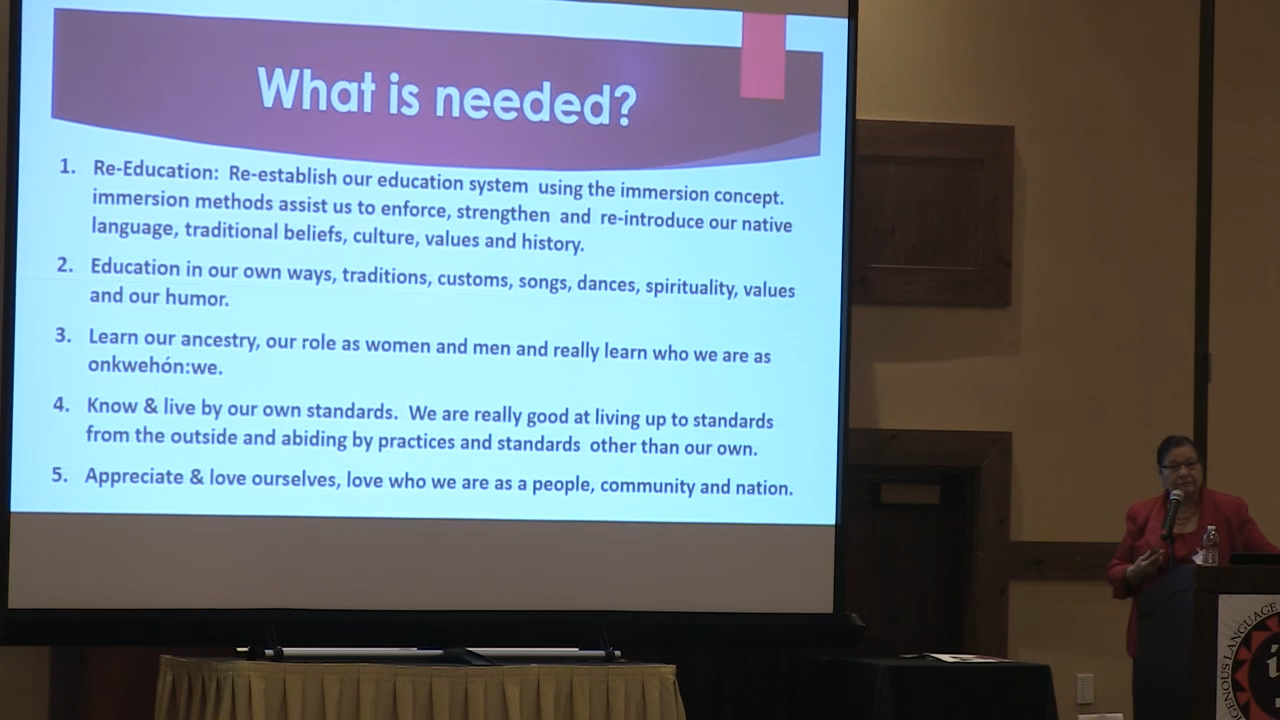 What is needed?
1. Re-Education: Re-establish our education system using the immersion concept.
immersion methods assist us to enforce, strengthen and re-introduce our native
language, traditional beliefs, culture, values and history.
2. Education in our own ways, traditions, customs, songs, dances, spirituality, values
and our humor.
3. Learn our ancestry, our role as women and men and really learn who we are as
onkwehón:we.
4. Know & live by our own standards. We are really good at living up to standards
from the outside and abiding by practices and standards other than our own.
5. Appreciate & love ourselves, love who we are as a people, community and nation.
LANGUAGE